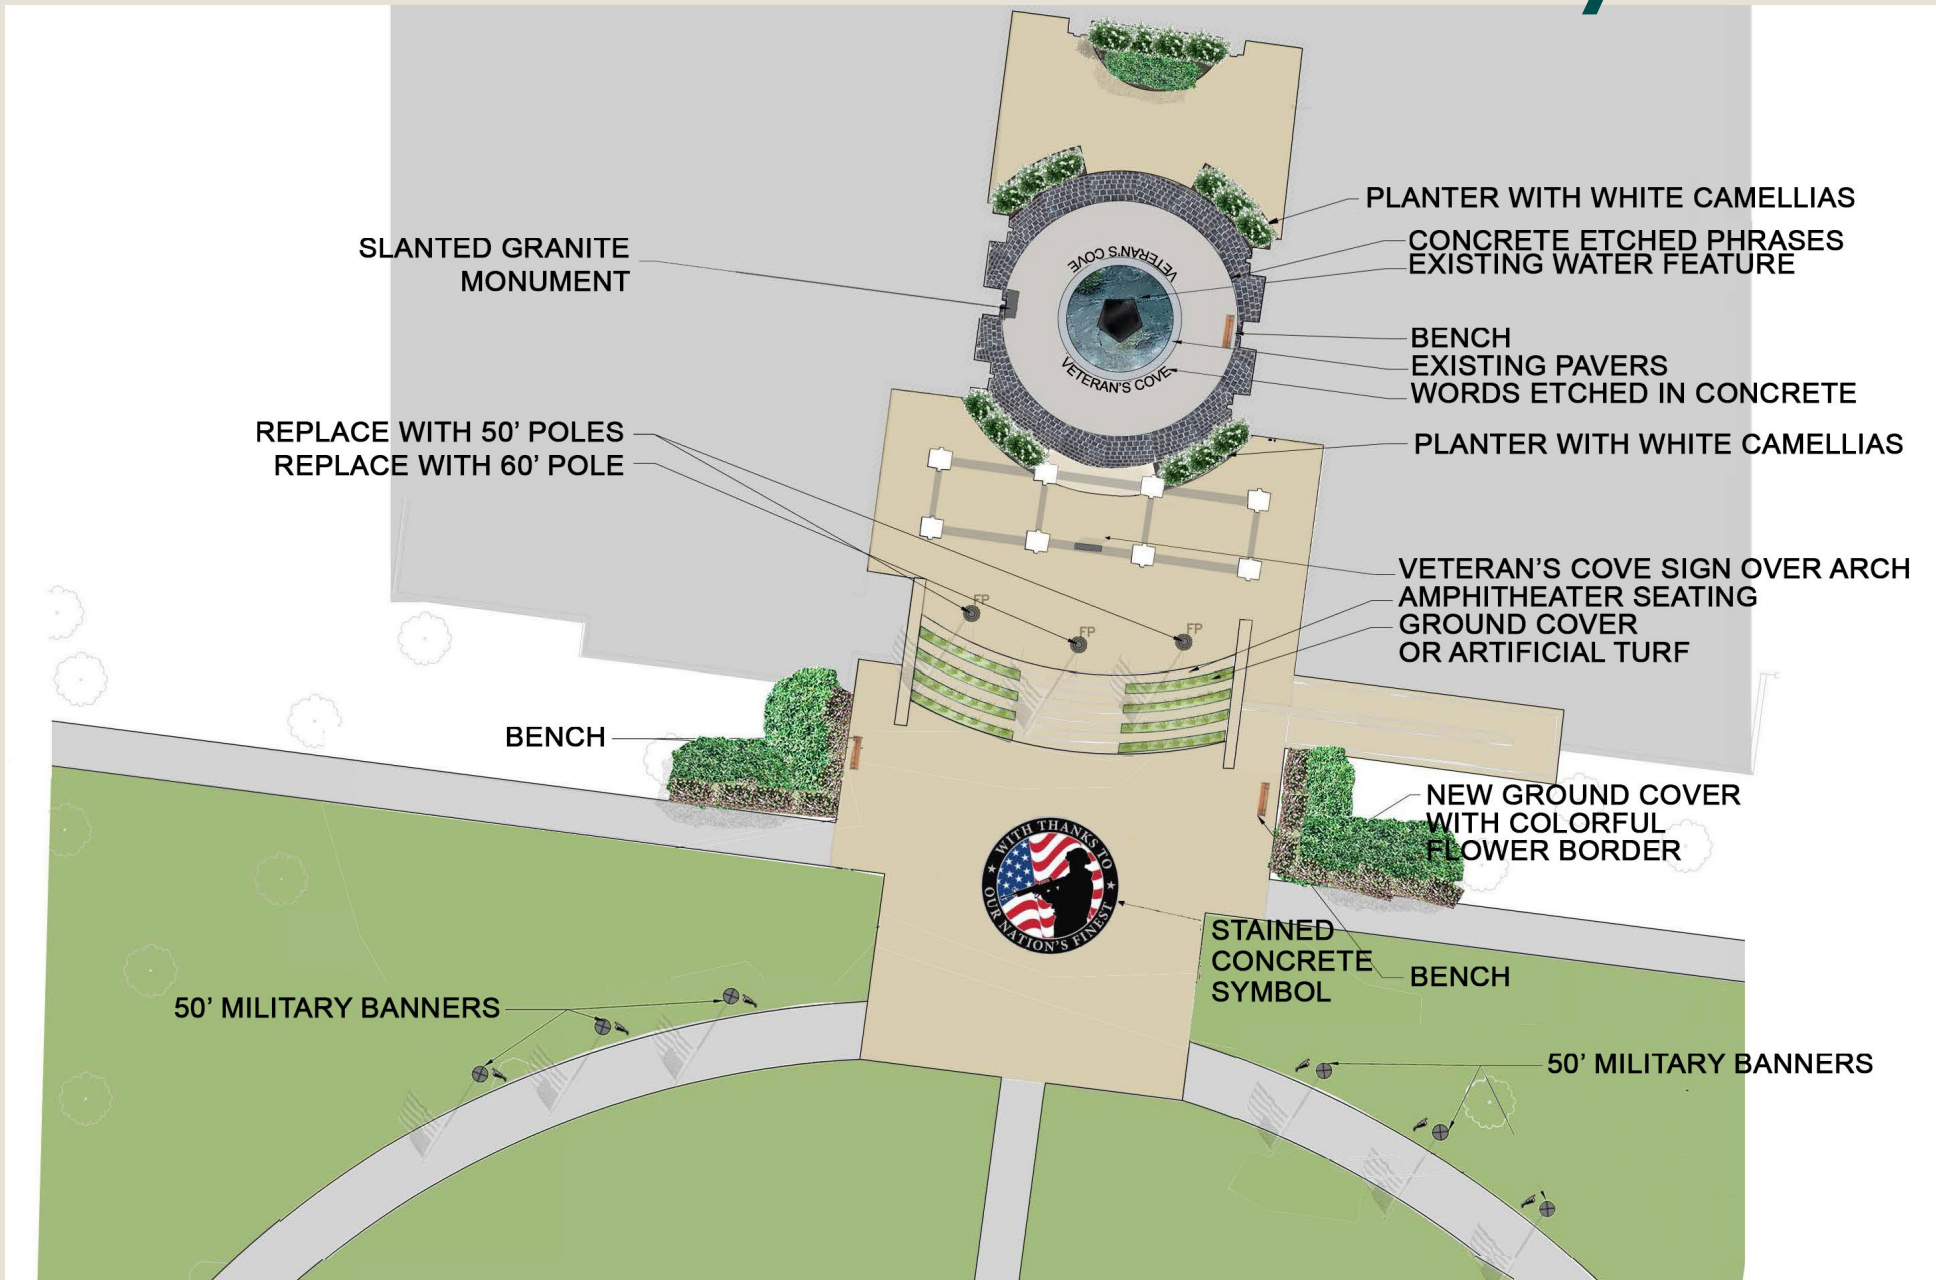 PLANTER WITH WHITE CAMELLIAS
CONCRETE ETCHED PHRASES
EXISTING WATER FEATURE
SLANTED GRANITE
MONUMENT
VETERAN'S COVE
BENCH
EXISTING PAVERS
WORDS ETCHED IN CONCRETE
VETERAN'S COVE
REPLACE WITH 50' POLES
REPLACE WITH 60' POLE
PLANTER WITH WHITE CAMELLIAS
VETERAN'S COVE SIGN OVER ARCH
AMPHITHEATER SEATING
GROUND COVER
OR ARTIFICIAL TURF
FP
FP
FP
BENCH
NEW GROUND COVER
WITH COLORFUL
FLOWER BORDER
WITH THANKS TO
OUR NATION'S FINEST
STAINED
CONCRETE
SYMBOL
BENCH
50' MILITARY BANNERS
50' MILITARY BANNERS